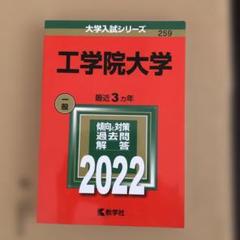 大学入試シリーズ
259
工学院大学
一般
最近3カ年
傾向と対策
過去問
解答
2022
教学社